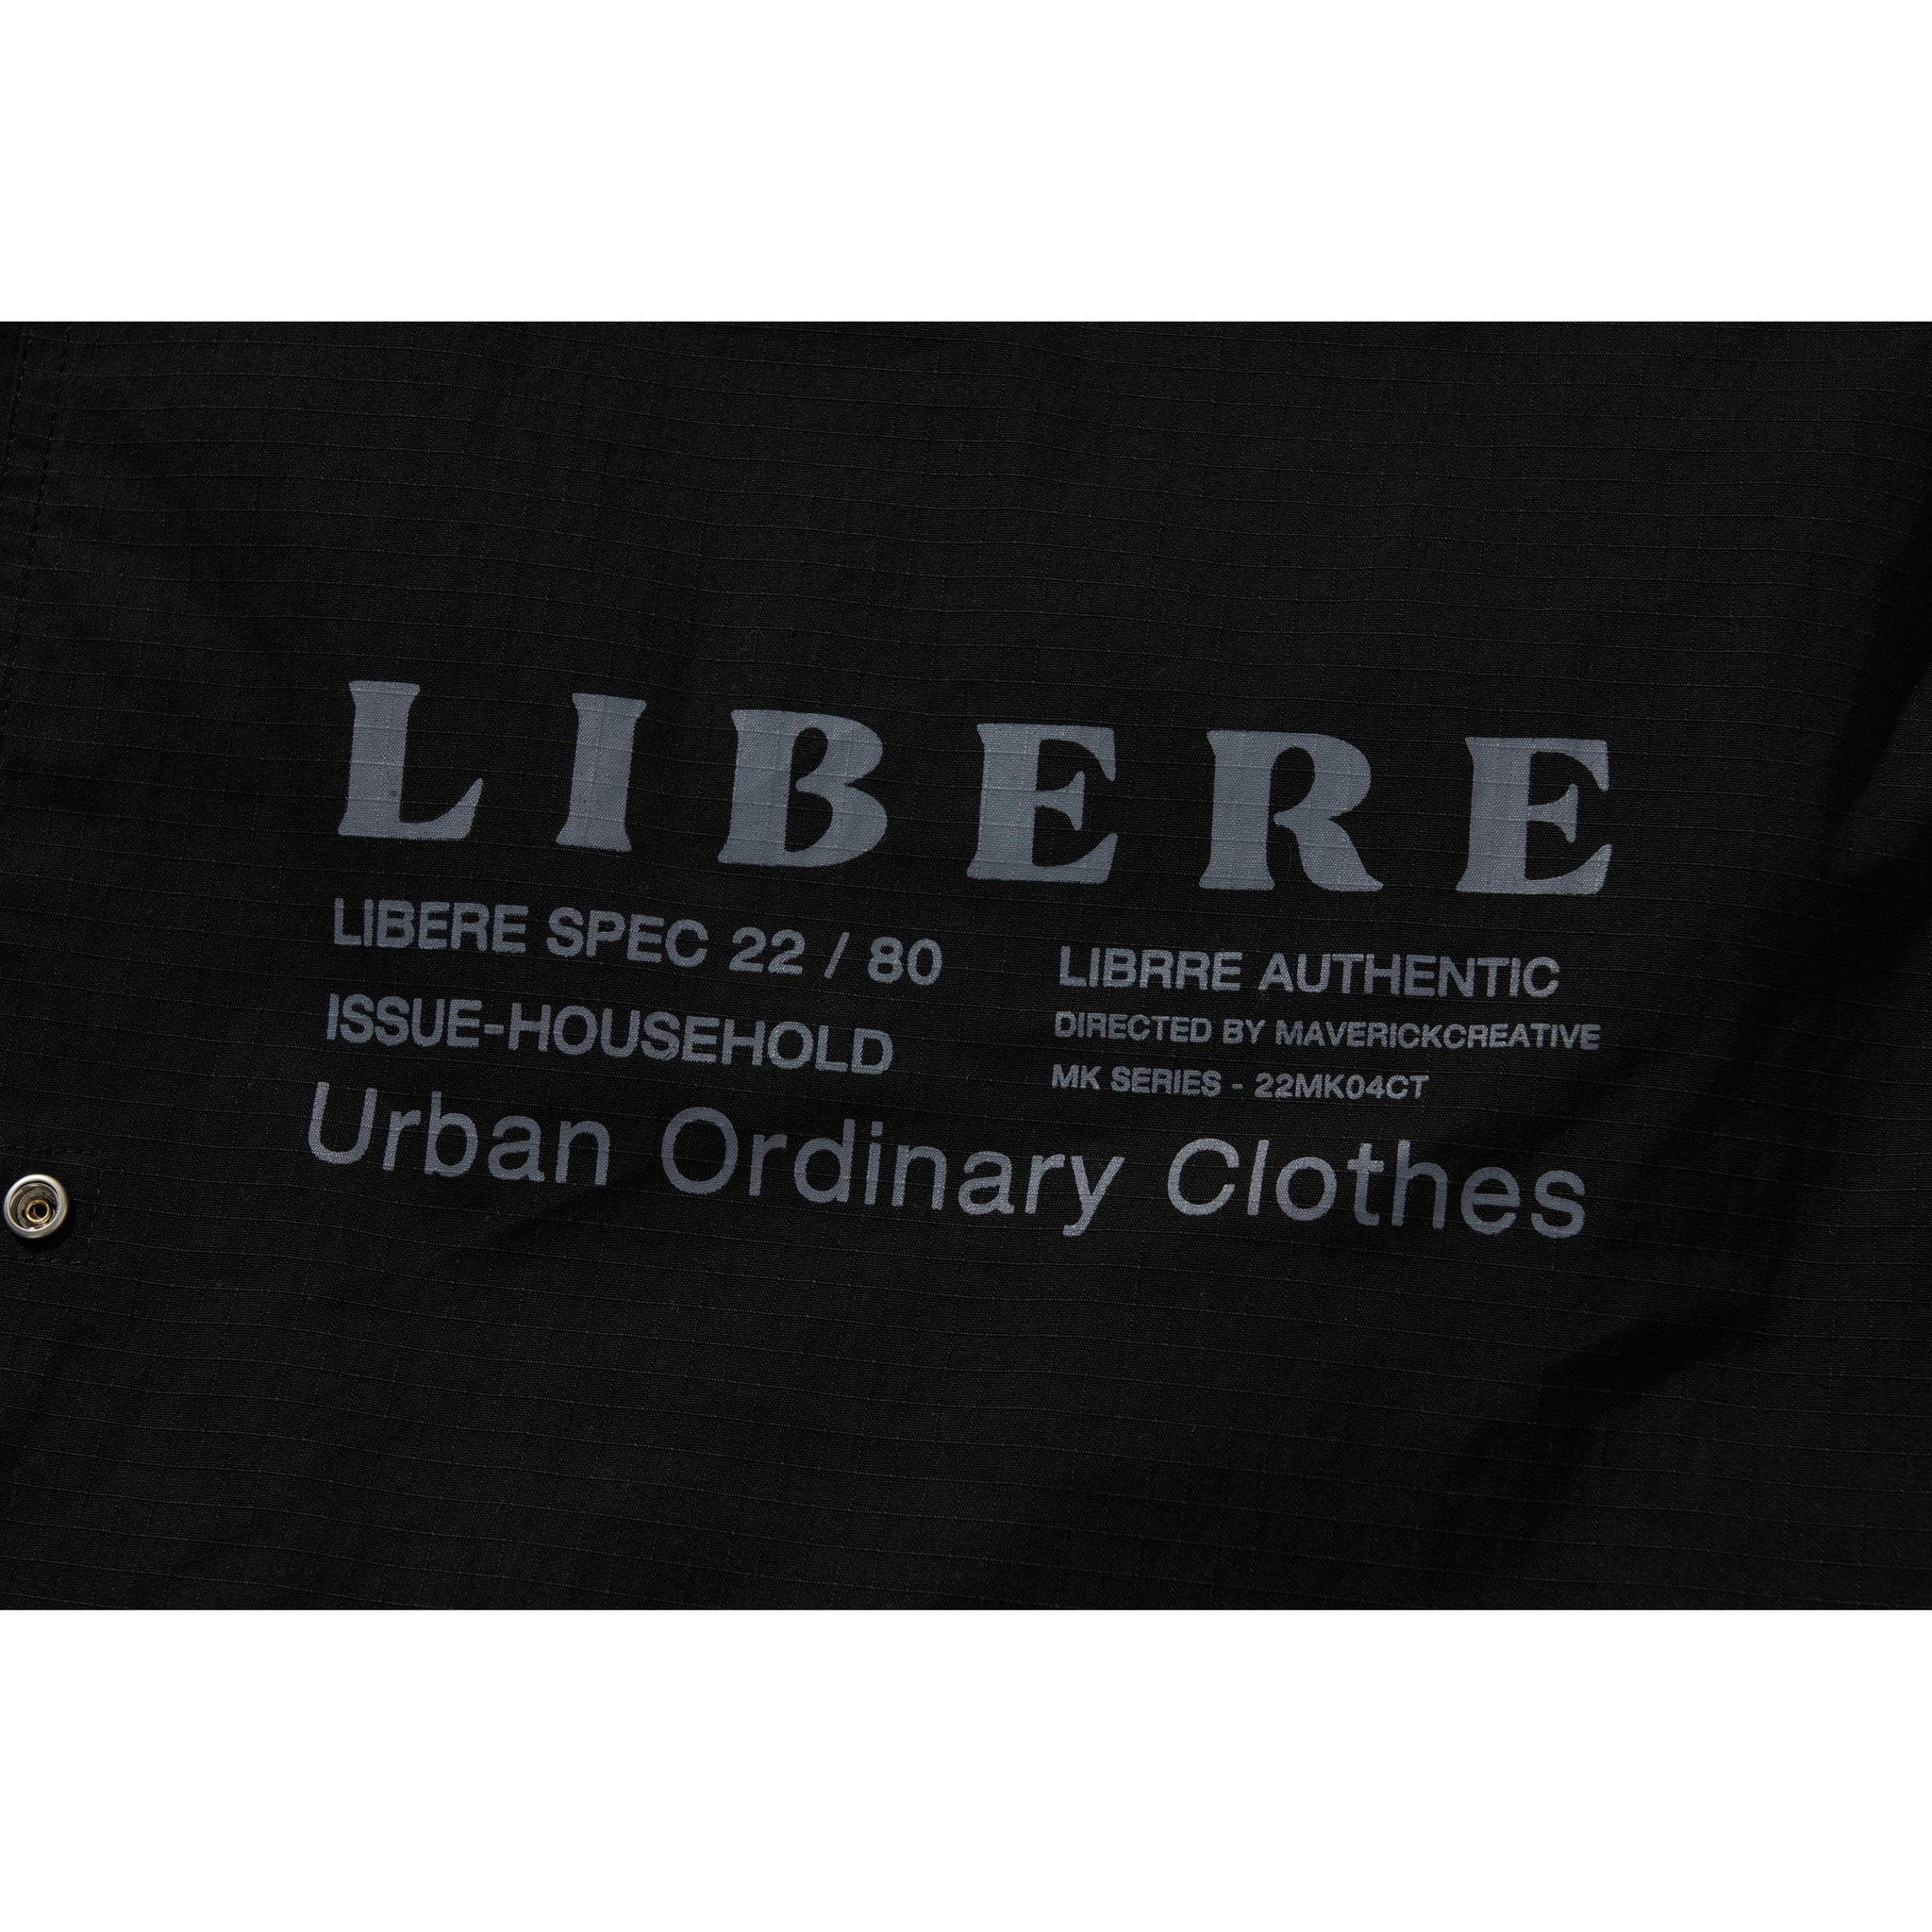 LIBERE
LIBERE SPEC 22 / 80
ISSUE-HOUSEHOLD
LIBRRE AUTHENTIC
DIRECTED BY MAVERICKCREATIVE
MK SERIES - 22MK04CT
Urban Ordinary Clothes